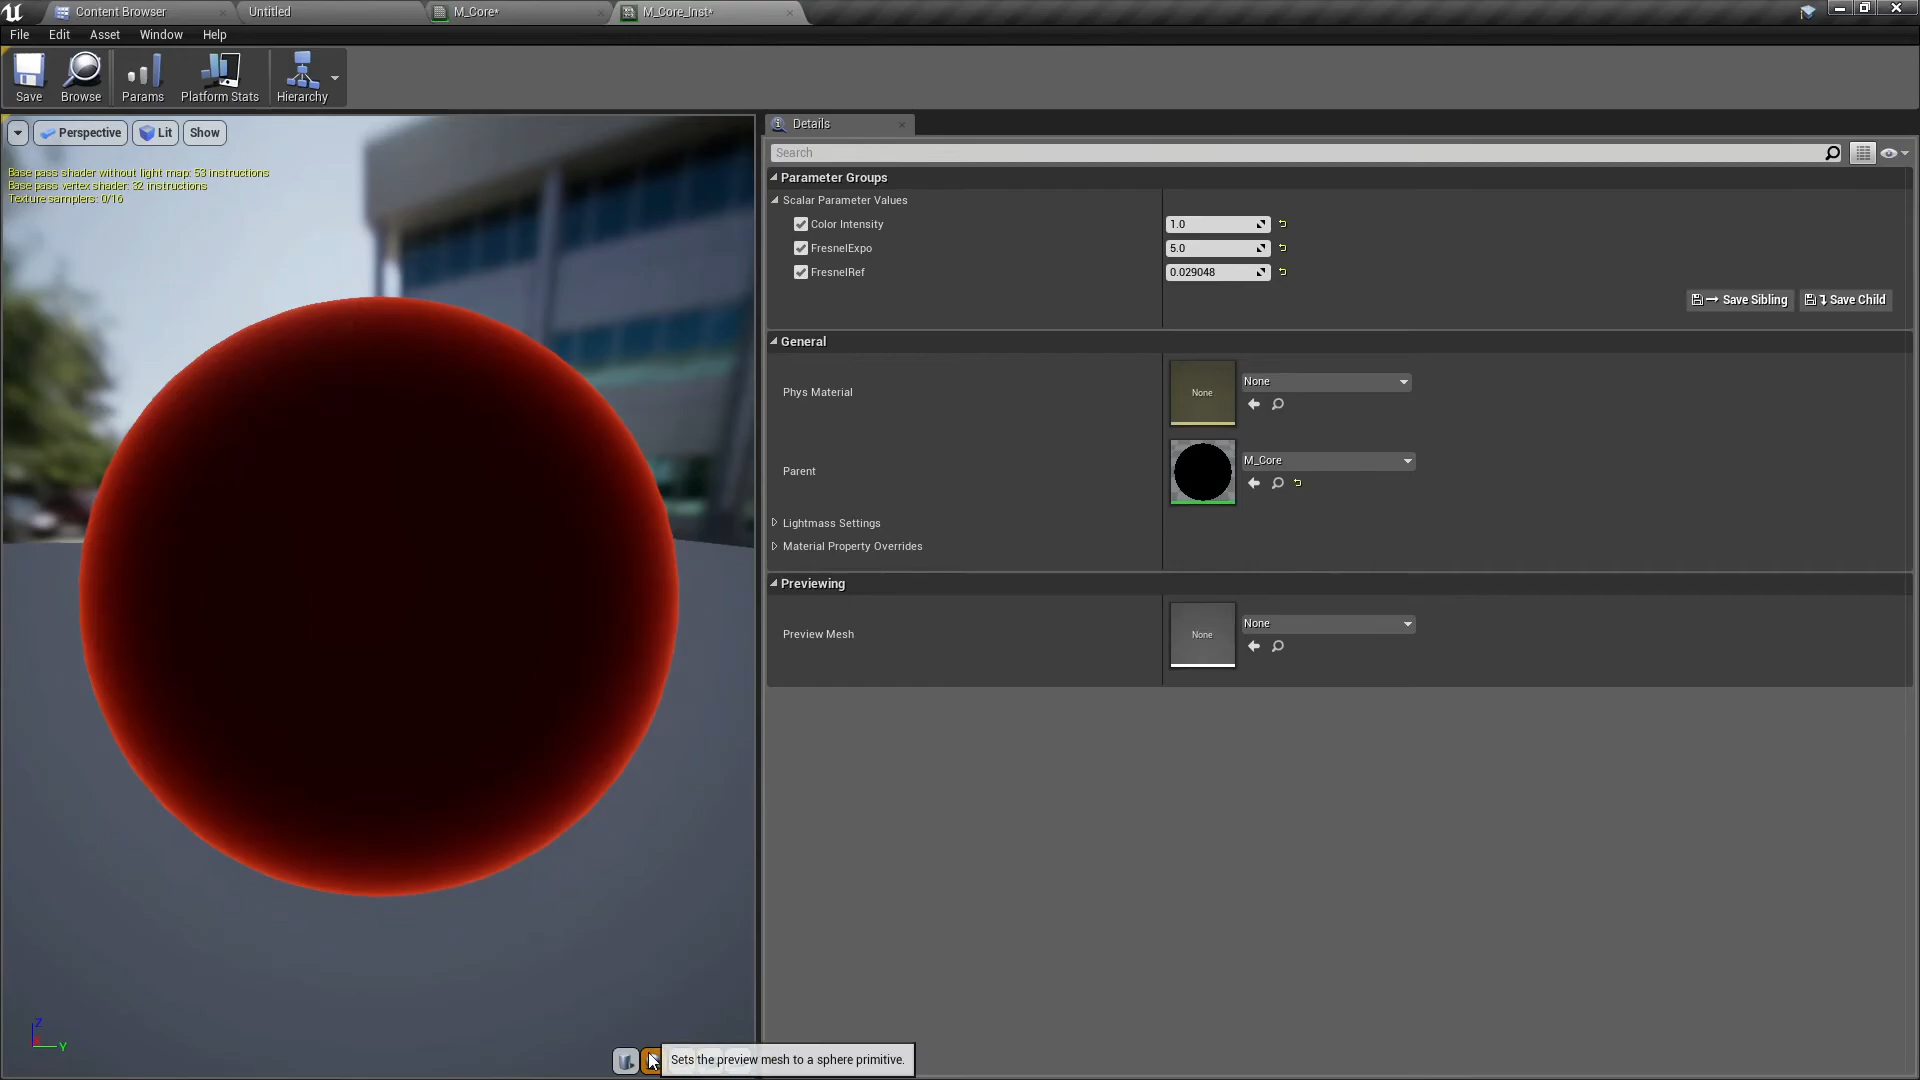 Content Browser
Untitled
M_Core*
M_Core_Inst*
File
Edit
Asset
Window
Help
Save
Browse
Params
Platform Stats
Hierarchy
Perspective
Lit
Show
Base pass shader without light map: 53 instructions
Base pass vertex shader: 32 instructions
Texture samplers: 0/16
Details
Search
Parameter Groups
Scalar Parameter Values
Color Intensity
1.0
FresnelExpo
5.0
FresnelRef
0.029048
Save Sibling
Save Child
General
Phys Material
None
None
Parent
M_Core
Lightmass Settings
Material Property Overrides
Previewing
Preview Mesh
None
None
Z
Y
Sets the preview mesh to a sphere primitive.